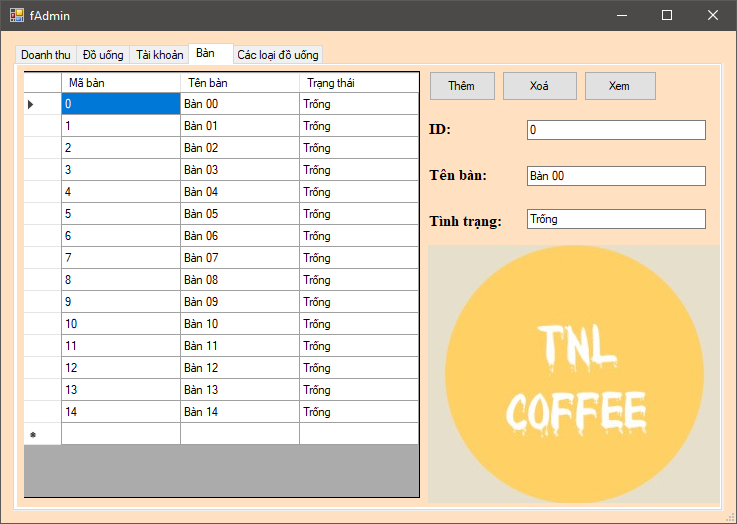 fAdmin
Doanh thu Đồ uống Tài khoản Bàn Các loại đồ uống
Mã bàn Tên bàn Trạng thái
0 Bàn 00 Trống
1 Bàn 01 Trống
2 Bàn 02 Trống
3 Bàn 03 Trống
4 Bàn 04 Trống
5 Bàn 05 Trống
6 Bàn 06 Trống
7 Bàn 07 Trống
8 Bàn 08 Trống
9 Bàn 09 Trống
10 Bàn 10 Trống
11 Bàn 11 Trống
12 Bàn 12 Trống
13 Bàn 13 Trống
14 Bàn 14 Trống
Thêm Xoá Xem
ID: 0
Tên bàn: Bàn 00
Tình trạng: Trống
TNL
COFFEE